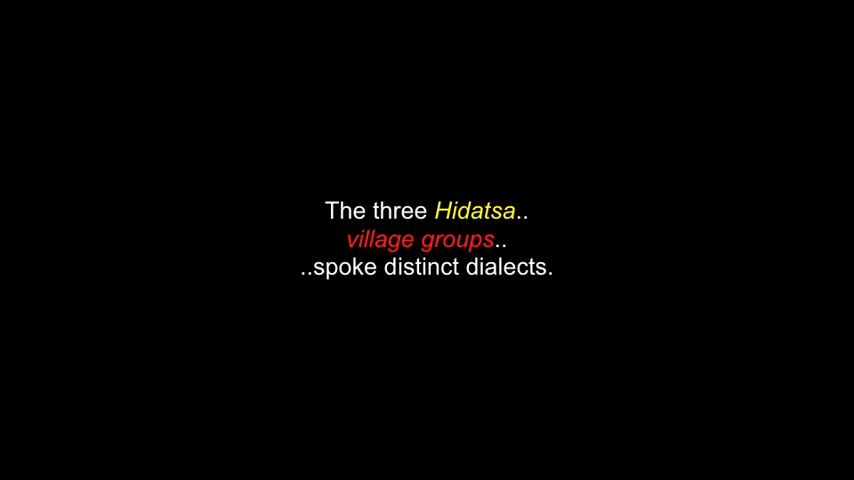 The three Hidatsa..
village groups..
..spoke distinct dialects.